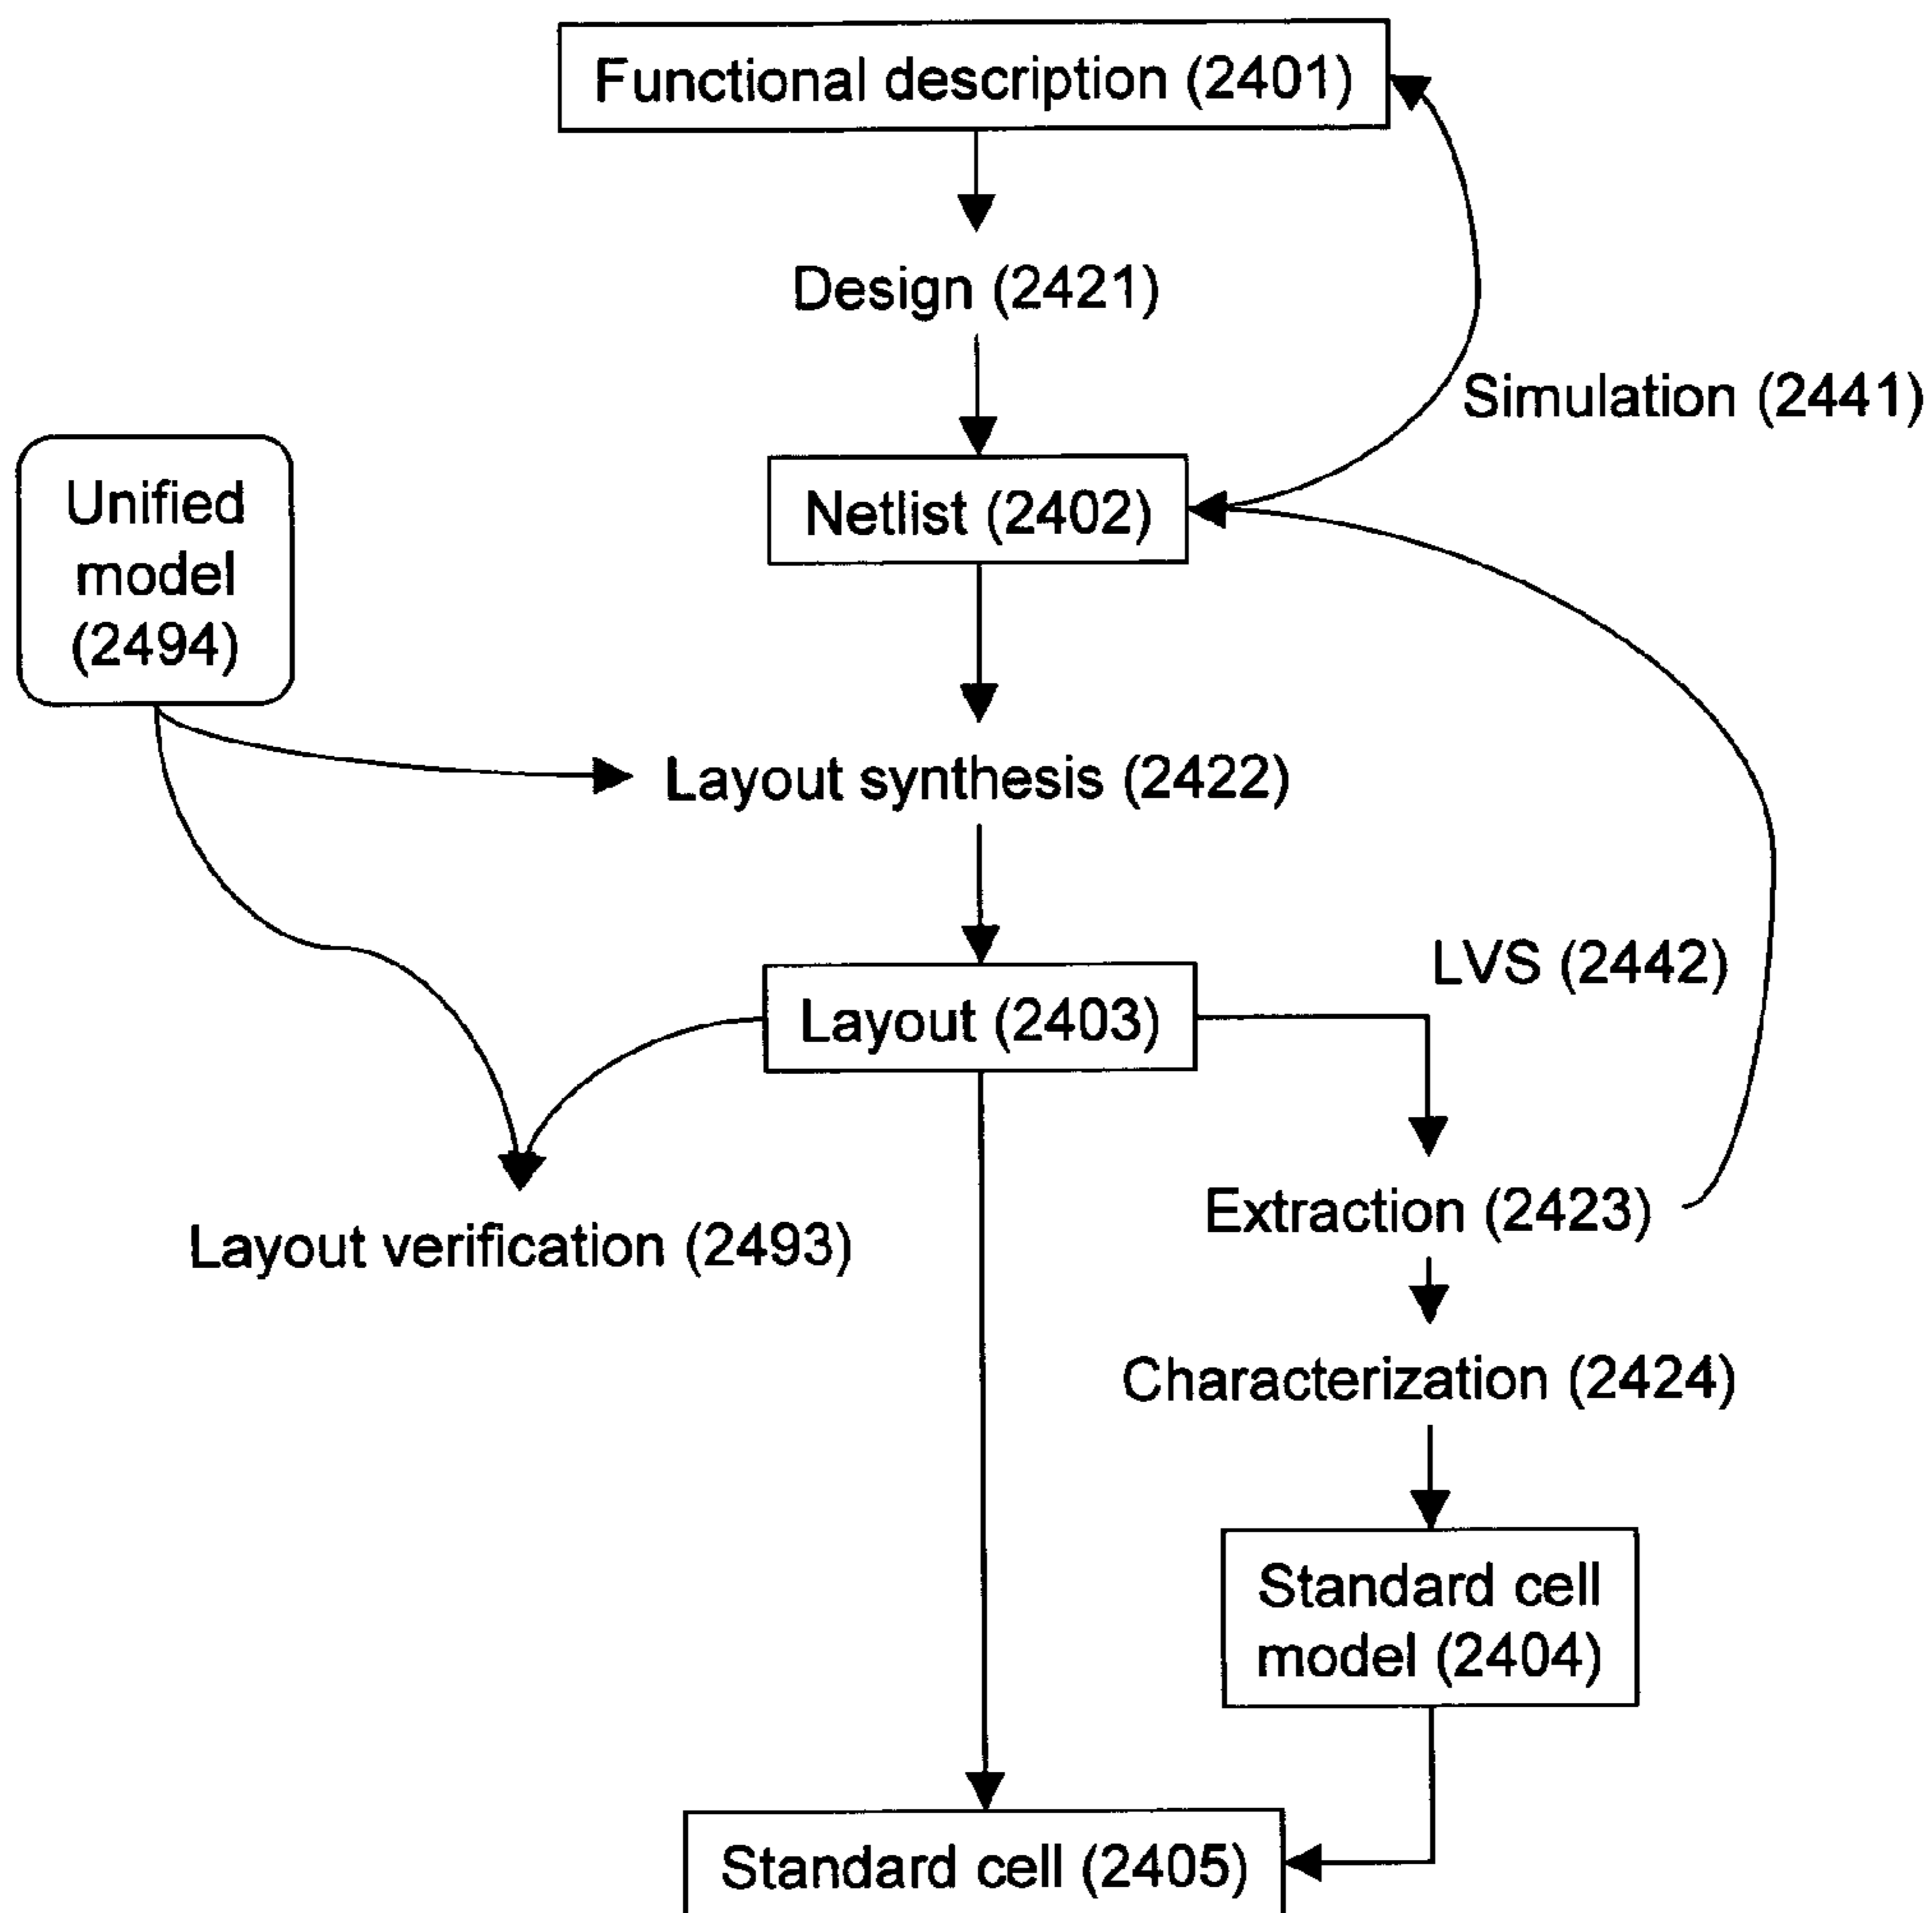 Functional description (2401)
Design (2421)
Simulation (2441)
Unified
model
(2494)
Netlist (2402)
Layout synthesis (2422)
LVS (2442)
Layout (2403)
Extraction (2423)
Layout verification (2493)
Characterization (2424)
Standard cell
model (2404)
Standard cell (2405)